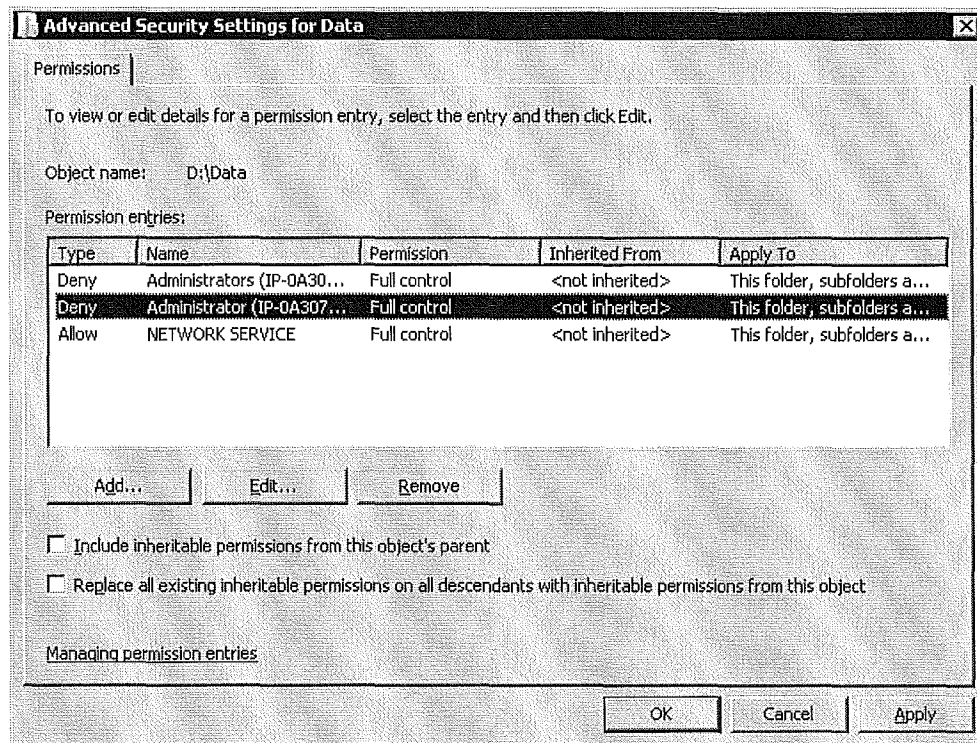 Advanced Security Settings for Data
Permissions
To view or edit details for a permission entry, select the entry and then click Edit.
Object name: D:\Data
Permission entries:
Type Name Permission Inherited From Apply To
Deny Administrators (IP-0A30... Full control <not inherited> This folder, subfolders a...
Deny Administrator (IP-0A307... Full control <not inherited> This folder, subfolders a...
Allow NETWORK SERVICE Full control <not inherited> This folder, subfolders a...
Add... Edit... Remove
Include inheritable permissions from this object's parent
Replace all existing inheritable permissions on all descendants with inheritable permissions from this object
Managing permission entries
OK Cancel Apply